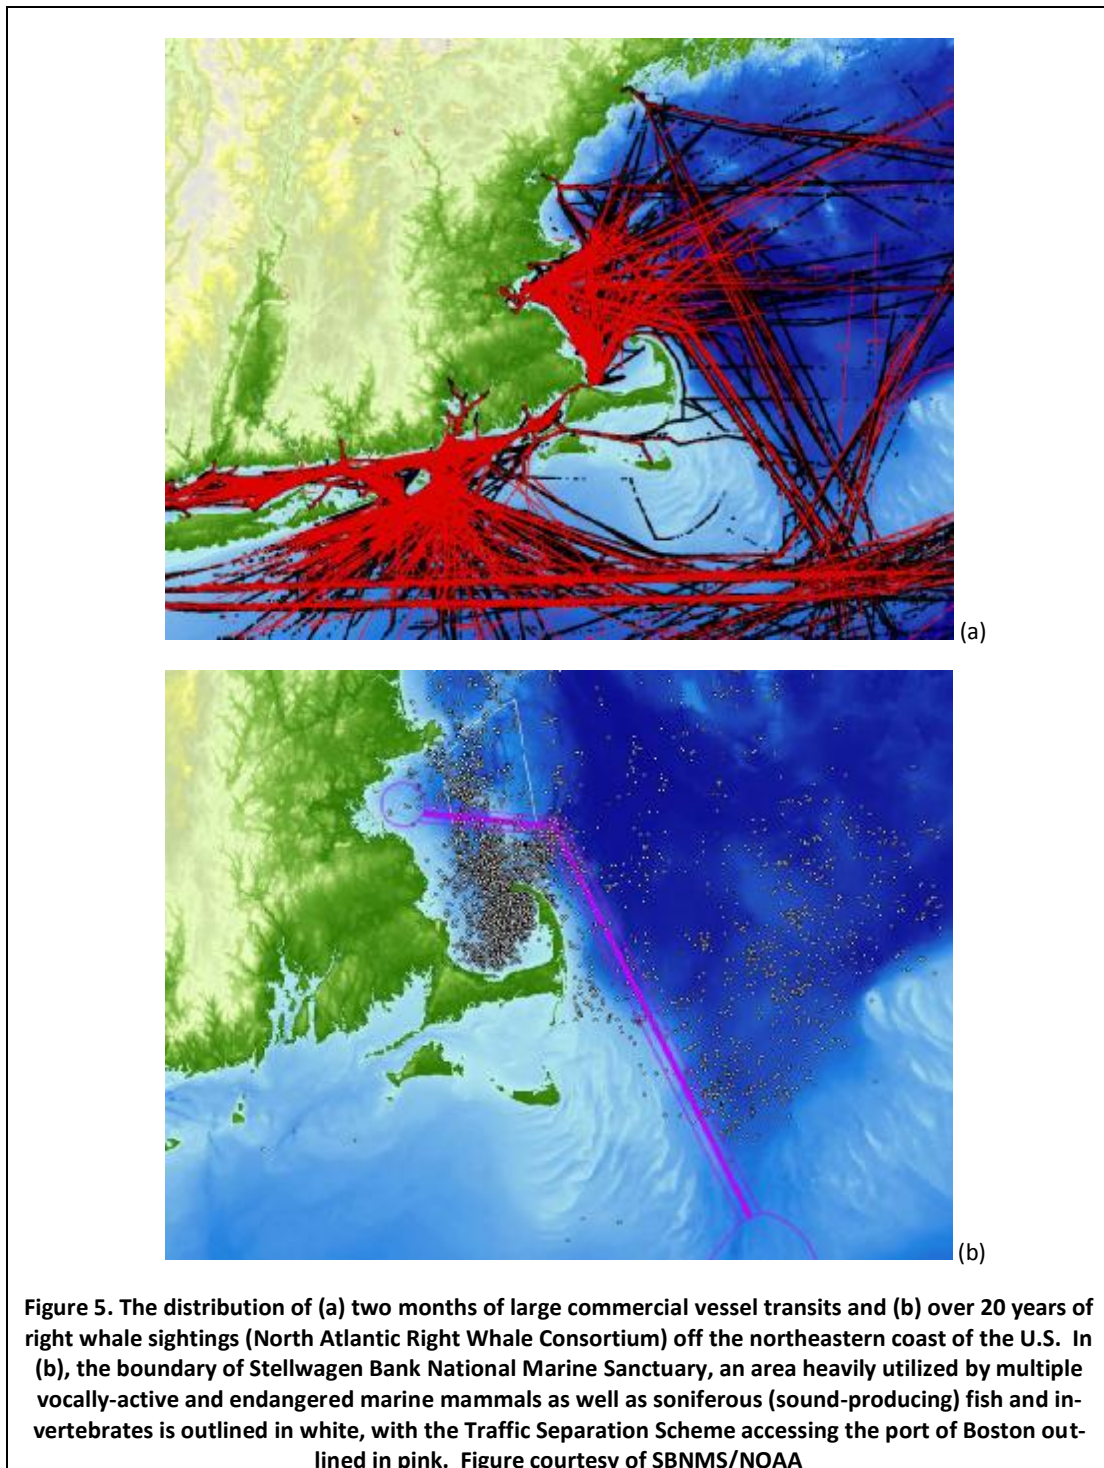 (a)
(b)
Figure 5. The distribution of (a) two months of large commercial vessel transits and (b) over 20 years of
right whale sightings (North Atlantic Right Whale Consortium) off the northeastern coast of the U.S. In
(b), the boundary of Stellwagen Bank National Marine Sanctuary, an area heavily utilized by multiple
vocally-active and endangered marine mammals as well as soniferous (sound-producing) fish and in-
vertebrates is outlined in white, with the Traffic Separation Scheme accessing the port of Boston out-
lined in pink. Figure courtesy of SBNMS/NOAA